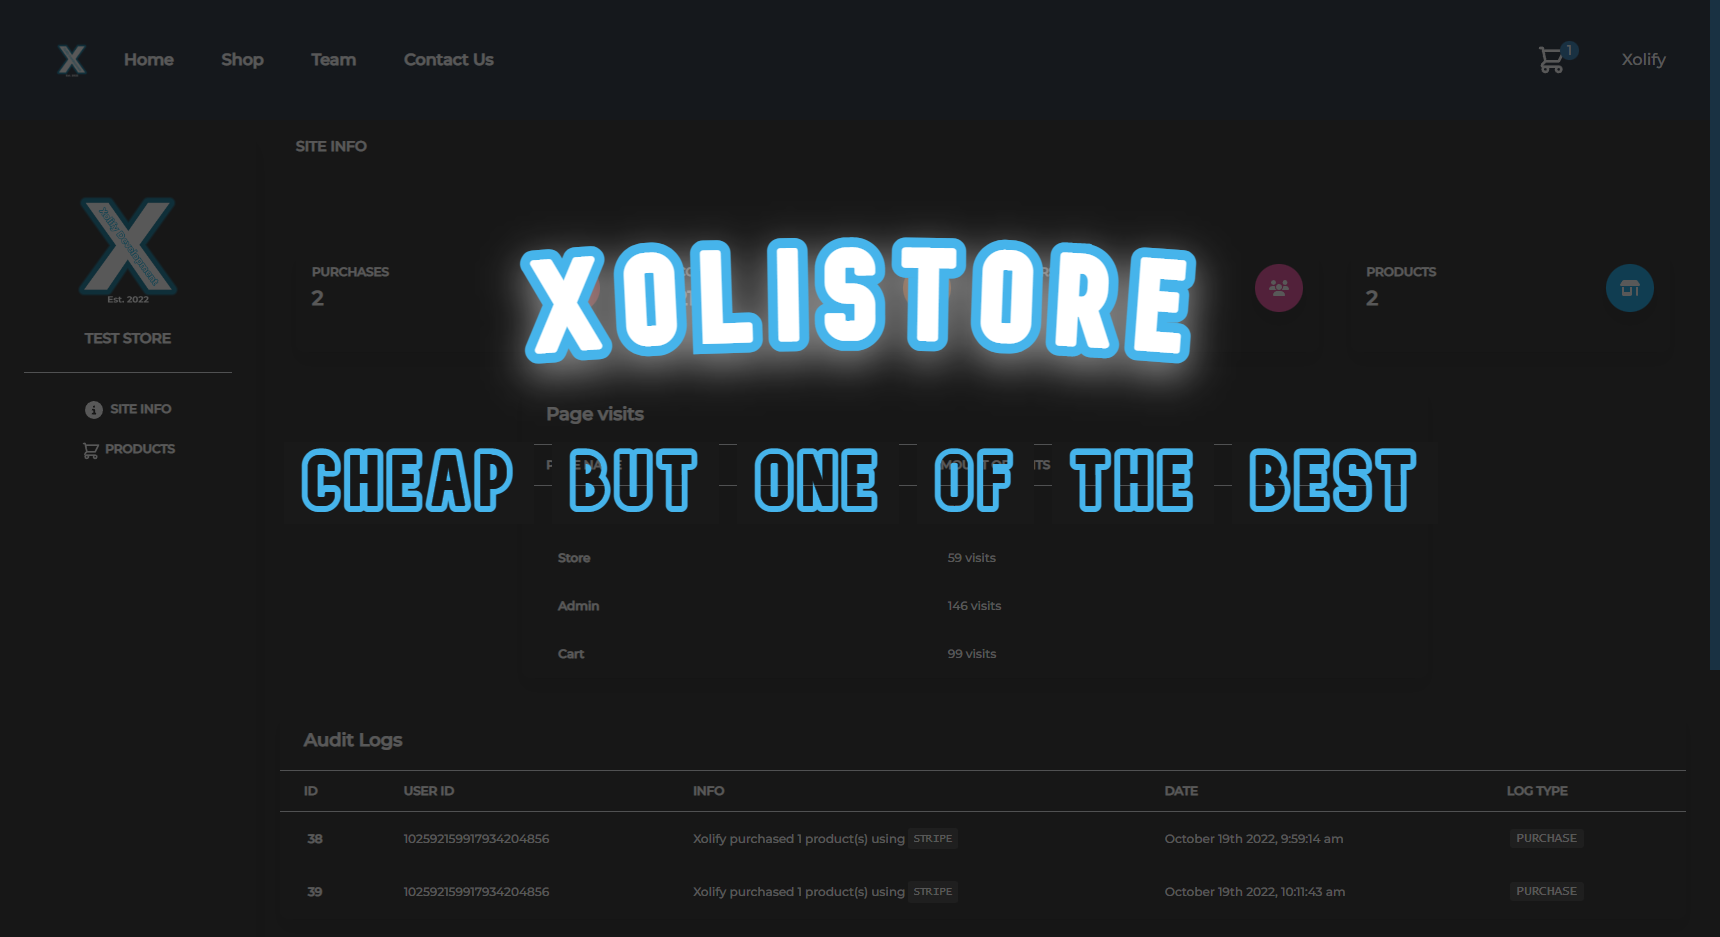 Home Shop Team Contact Us 1 Xolify
SITE INFO
Xolify Development
Est. 2022
TEST STORE
SITE INFO
PRODUCTS
PURCHASES
2
PRODUCTS
2
XOLISTORE
Page visits
CHEAP BUT ONE OF THE BEST
Store 59 visits
Admin 146 visits
Cart 99 visits
Audit Logs
ID USER ID INFO DATE LOG TYPE
38 102592159917934204856 Xolify purchased 1 product(s) using STRIPE October 19th 2022, 9:59:14 am PURCHASE
39 102592159917934204856 Xolify purchased 1 product(s) using STRIPE October 19th 2022, 10:11:43 am PURCHASE